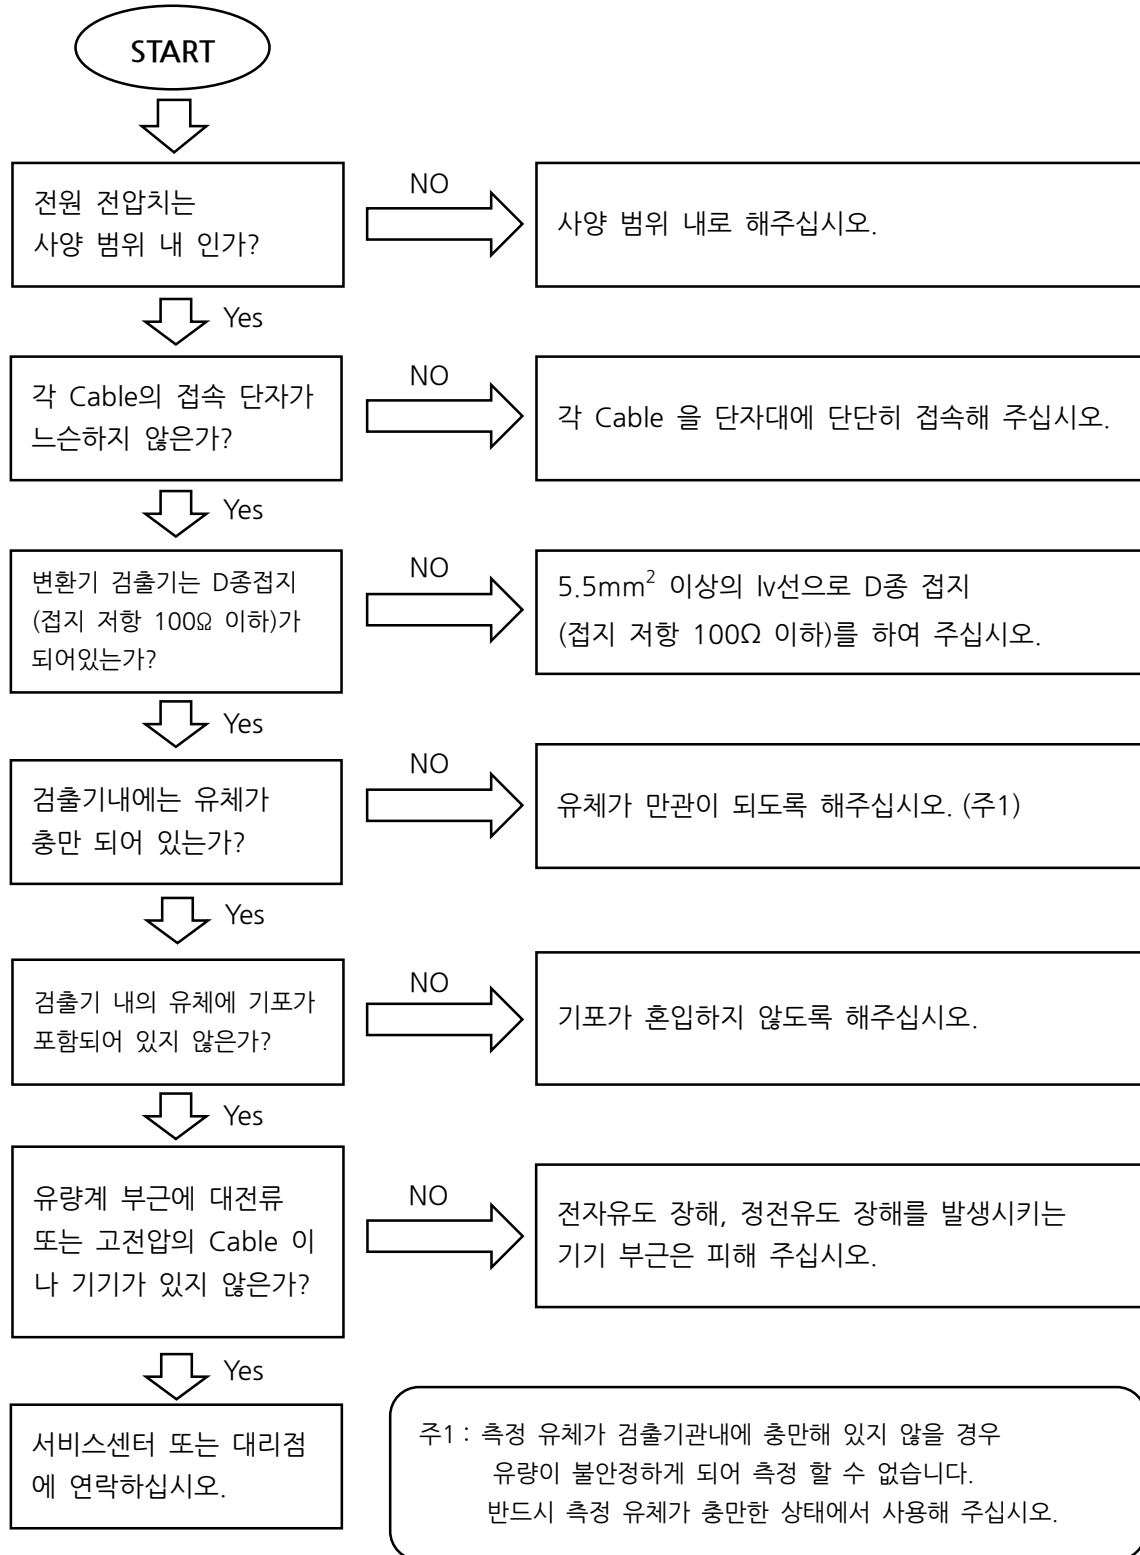 START
전원 전압치는
사양 범위 내 인가?
NO
사양 범위 내로 해주십시오.
Yes
각 Cable의 접속 단자가
느슨하지 않은가?
NO
각 Cable 을 단자대에 단단히 접속해 주십시오.
Yes
변환기 검출기는 D종접지
(접지 저항 100Ω 이하)가
되어있는가?
NO
5.5mm² 이상의 lv선으로 D종 접지
(접지 저항 100Ω 이하)를 하여 주십시오.
Yes
검출기내에는 유체가
충만 되어 있는가?
NO
유체가 만관이 되도록 해주십시오. (주1)
Yes
검출기 내의 유체에 기포가
포함되어 있지 않은가?
NO
기포가 혼입하지 않도록 해주십시오.
Yes
유량계 부근에 대전류
또는 고전압의 Cable 이
나 기기가 있지 않은가?
NO
전자유도 장해, 정전유도 장해를 발생시키는
기기 부근은 피해 주십시오.
Yes
서비스센터 또는 대리점
에 연락하십시오.
주1 : 측정 유체가 검출기관내에 충만해 있지 않을 경우
유량이 불안정하게 되어 측정 할 수 없습니다.
반드시 측정 유체가 충만한 상태에서 사용해 주십시오.